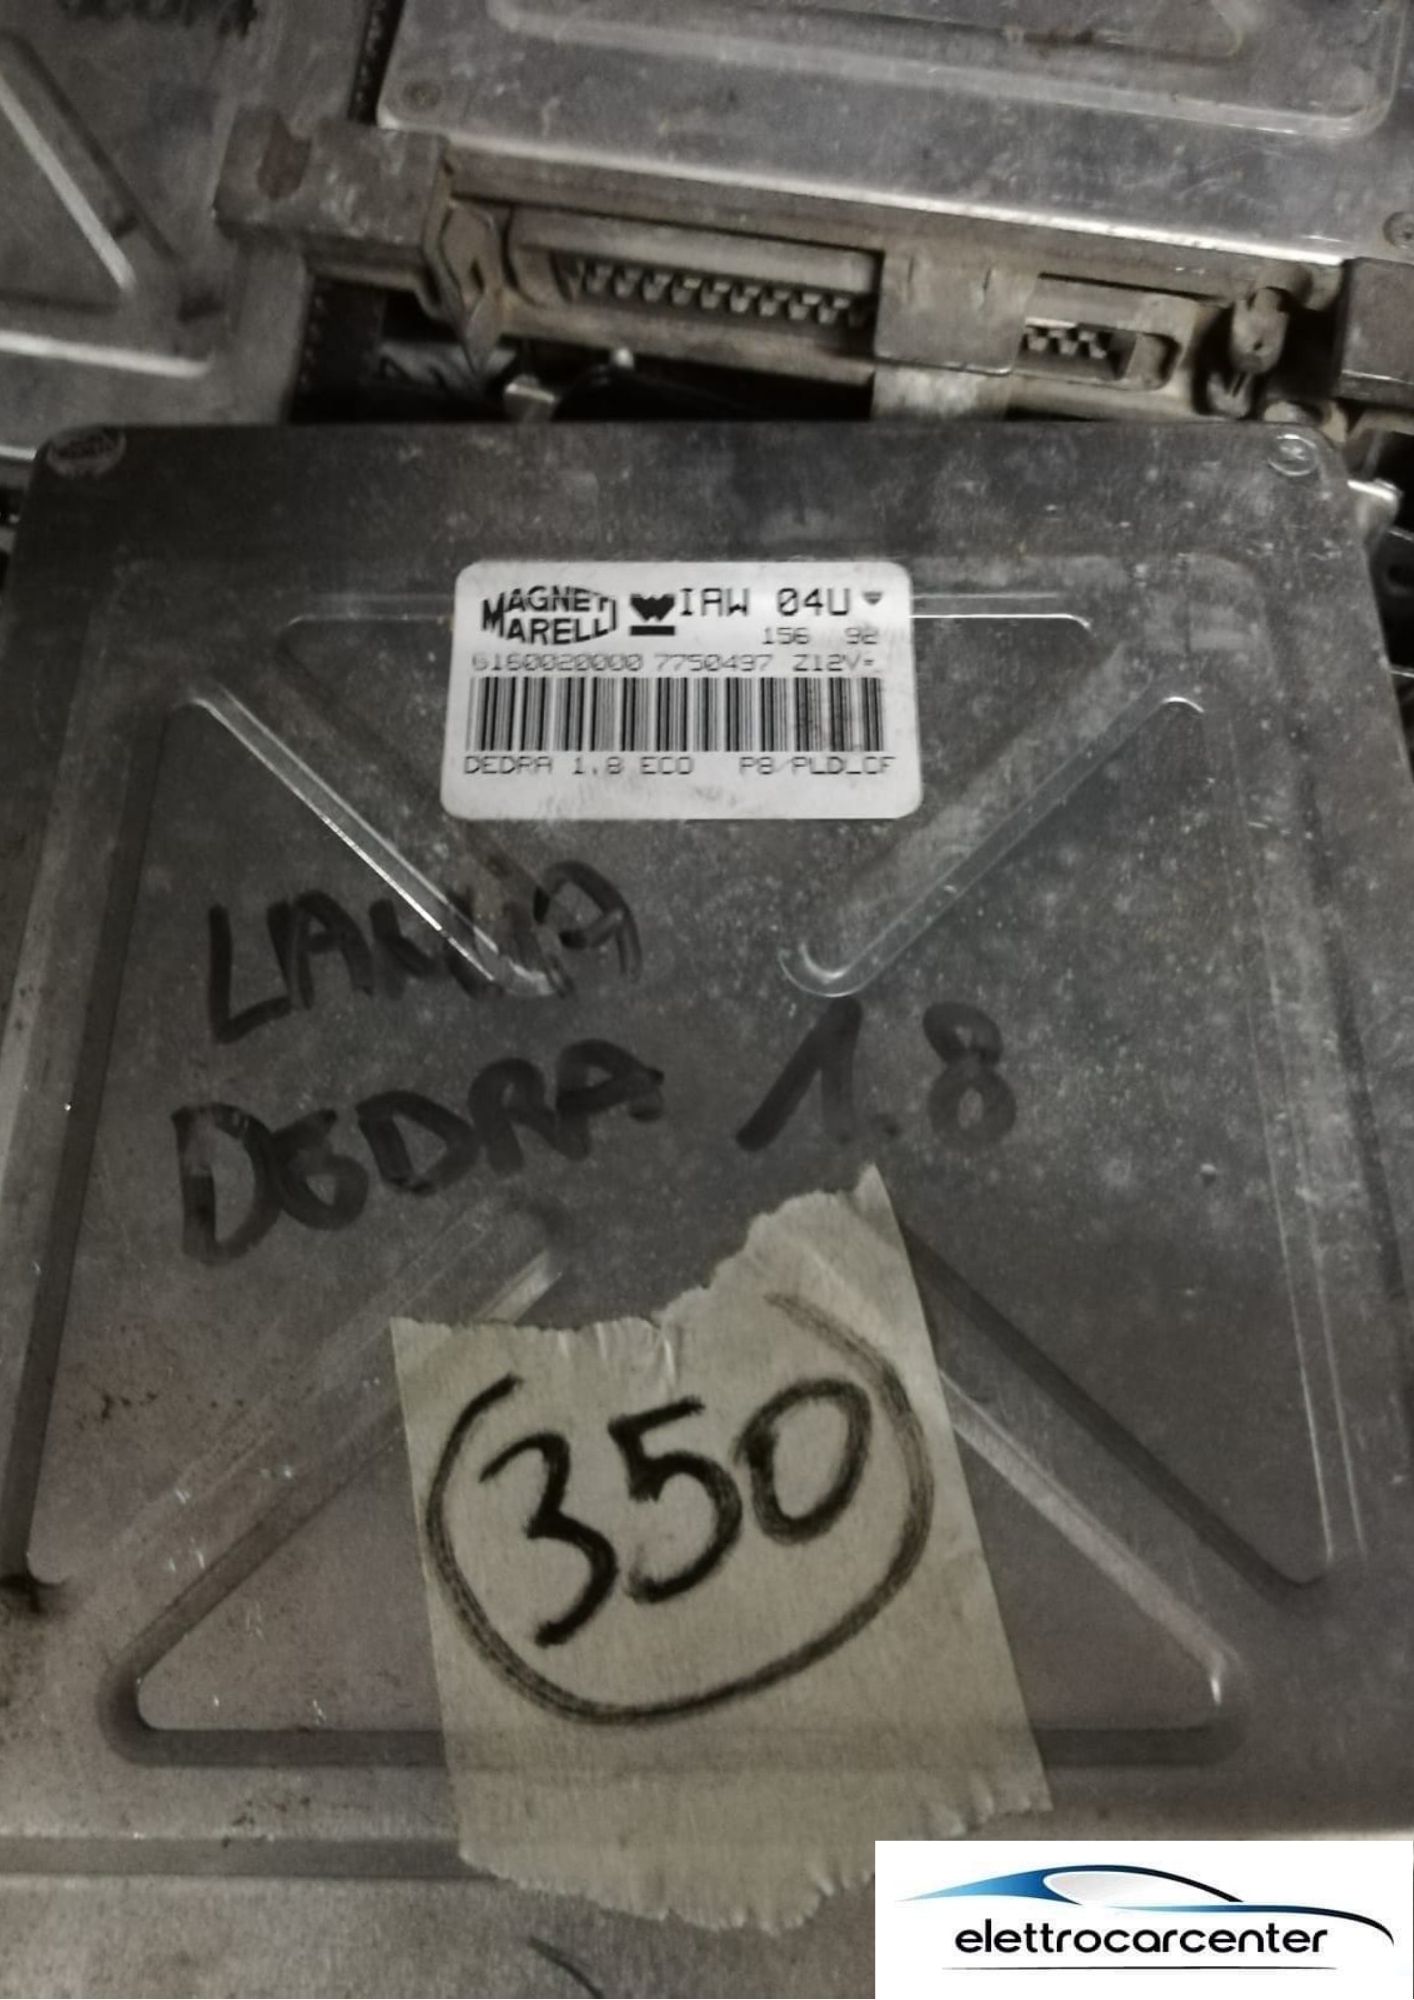 MAGNETI MARELLI W IAW 04U
156 92
6160020000 7750497 Z12V=
DEDRA 1.8 ECO P8/PLD_CF
LANCIA
DEDRA 1.8
350
elettrocarcenter